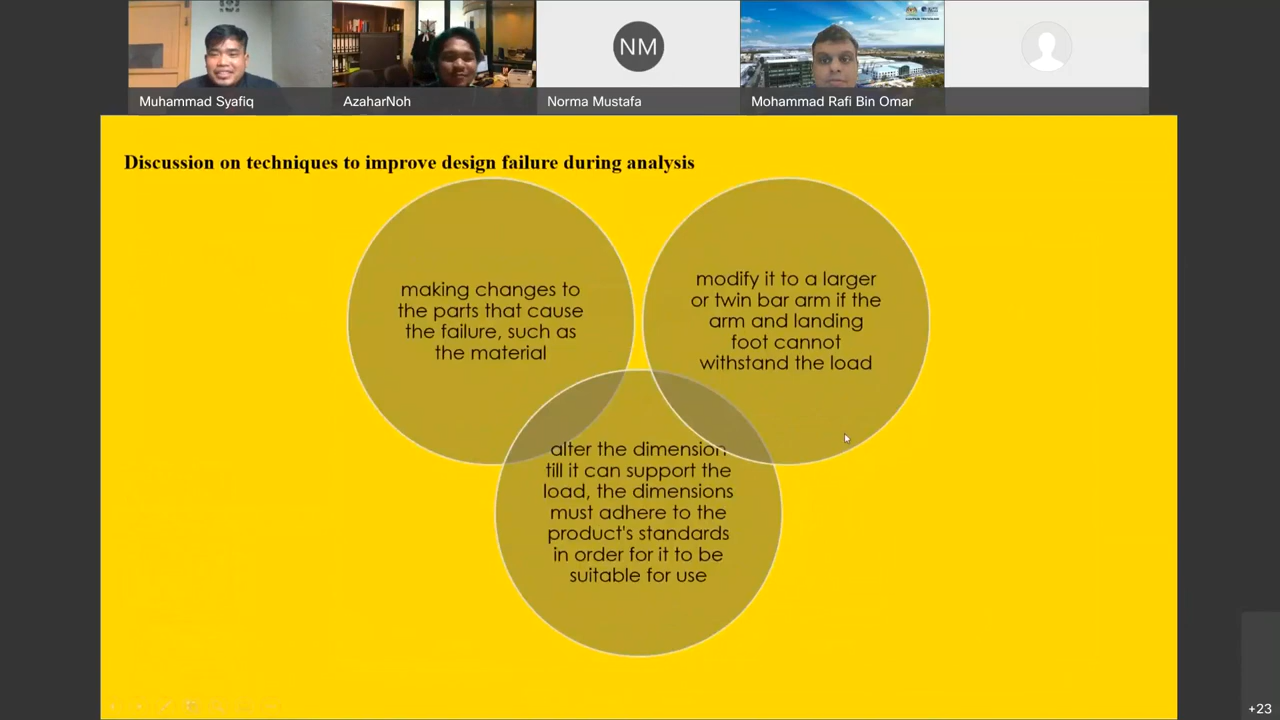 NM
Muhammad Syafiq
AzaharNoh
Norma Mustafa
Mohammad Rafi Bin Omar
Discussion on techniques to improve design failure during analysis
making changes to
the parts that cause
the failure, such as
the material
modify it to a larger
or twin bar arm if the
arm and landing
foot cannot
withstand the load
alter the dimension
till it can support the
load, the dimensions
must adhere to the
product's standards
in order for it to be
suitable for use
+23